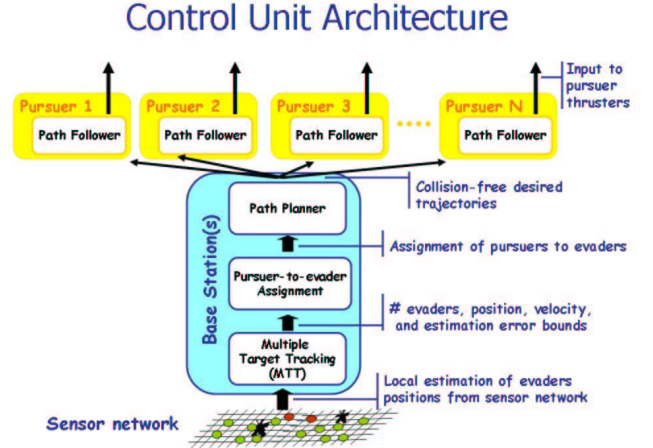 Control Unit Architecture
Input to
pursuer
thrusters
Pursuer 1
Pursuer 2
Pursuer 3
Pursuer N
Path Follower
Path Follower
Path Follower
Path Follower
Collision-free desired
trajectories
Path Planner
Assignment of pursuers to evaders
Base Station(s)
Pursuer-to-evader
Assignment
# evaders, position, velocity,
and estimation error bounds
Multiple
Target Tracking
(MTT)
Local estimation of evaders
positions from sensor network
Sensor network